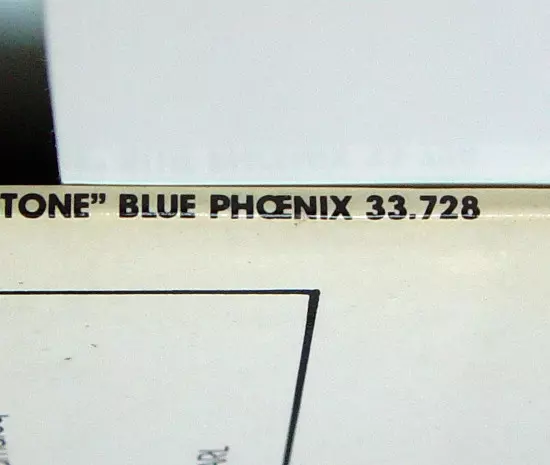 TONE” BLUE PHŒNIX 33.728